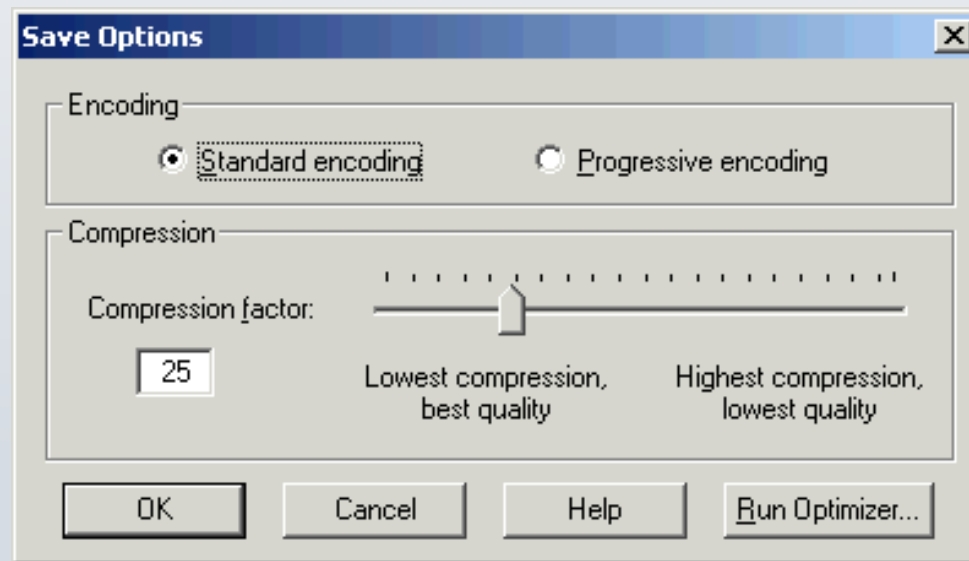 Save Options
Encoding
Standard encoding
Progressive encoding
Compression
Compression factor:
25
Lowest compression,
best quality
Highest compression,
lowest quality
OK
Cancel
Help
Run Optimizer...